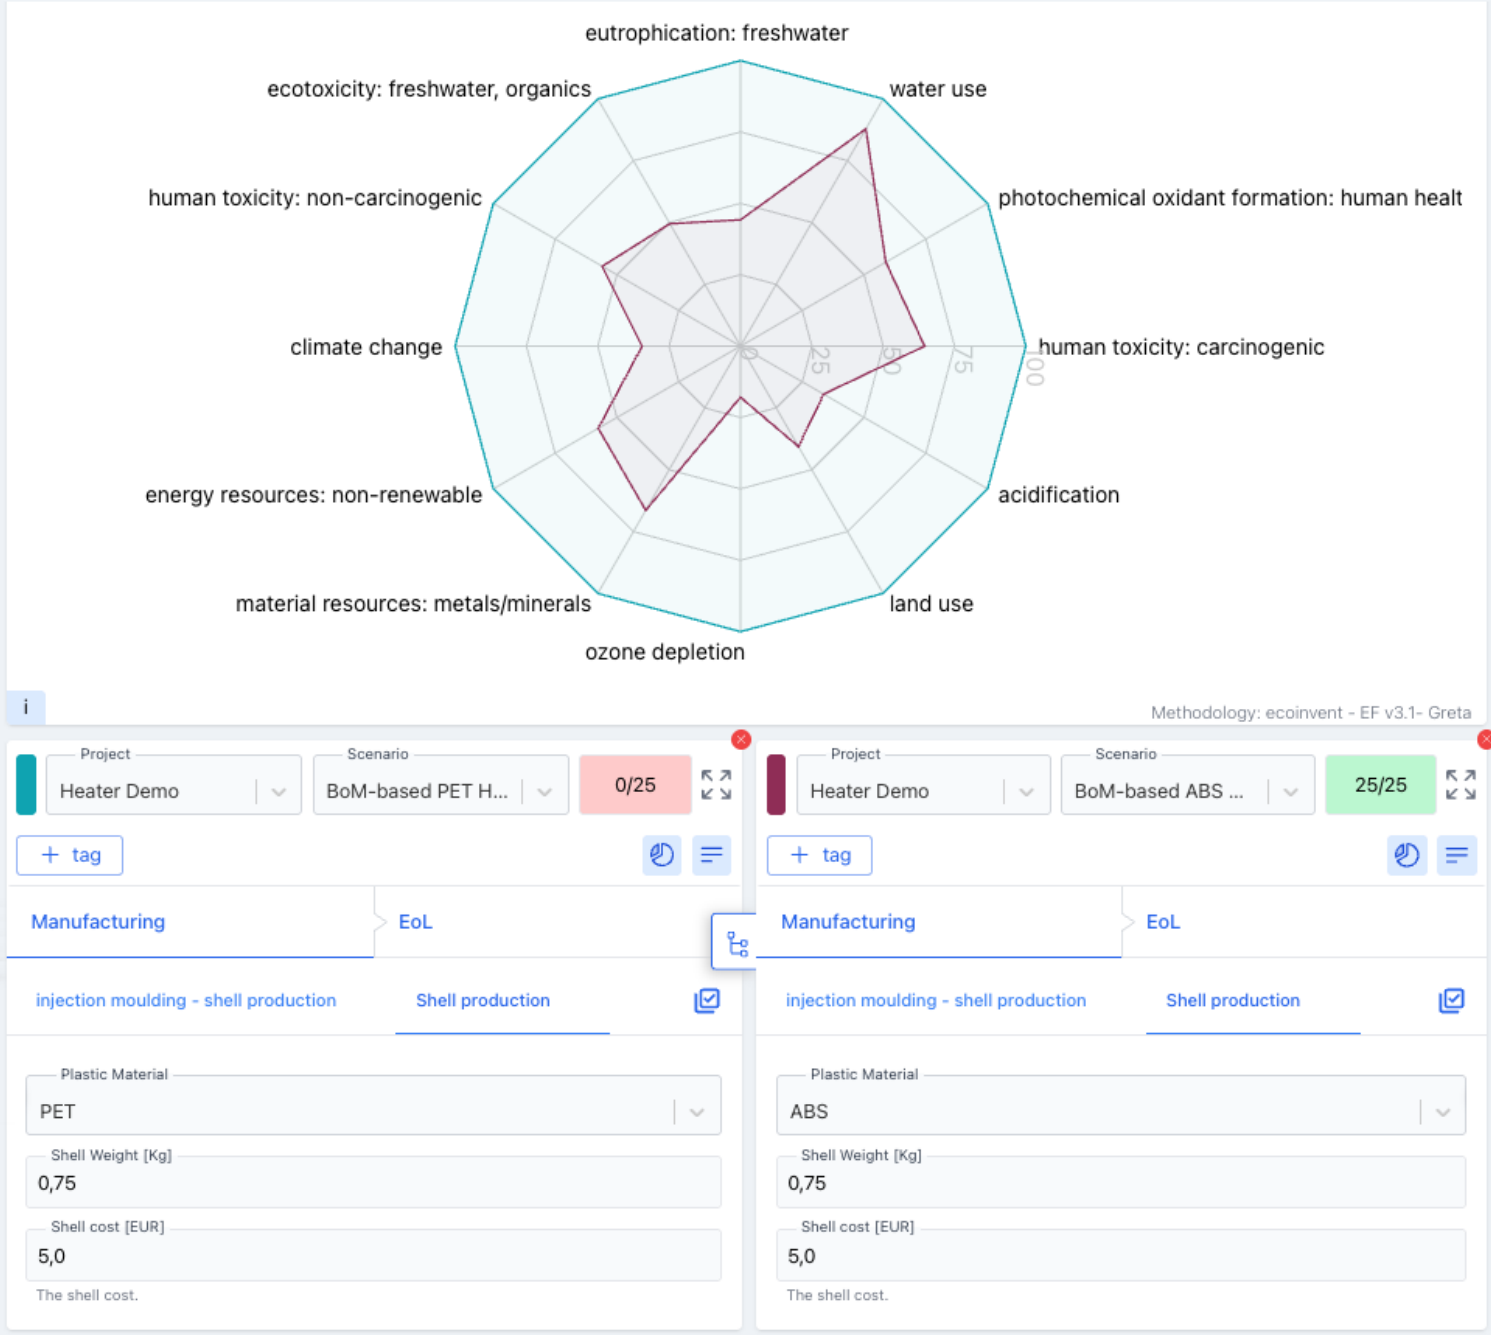 eutrophication: freshwater
ecotoxicity: freshwater, organics
water use
human toxicity: non-carcinogenic
photochemical oxidant formation: human healt
climate change
0
25
50
75
100
human toxicity: carcinogenic
energy resources: non-renewable
acidification
material resources: metals/minerals
land use
ozone depletion
i
Methodology: ecoinvent - EF v3.1- Greta
Project
Heater Demo
Scenario
BoM-based PET H...
0/25
+ tag
Manufacturing
EoL
injection moulding - shell production
Shell production
Plastic Material
PET
Shell Weight [Kg]
0,75
Shell cost [EUR]
5,0
The shell cost.
Project
Heater Demo
Scenario
BoM-based ABS ...
25/25
+ tag
Manufacturing
EoL
injection moulding - shell production
Shell production
Plastic Material
ABS
Shell Weight [Kg]
0,75
Shell cost [EUR]
5,0
The shell cost.